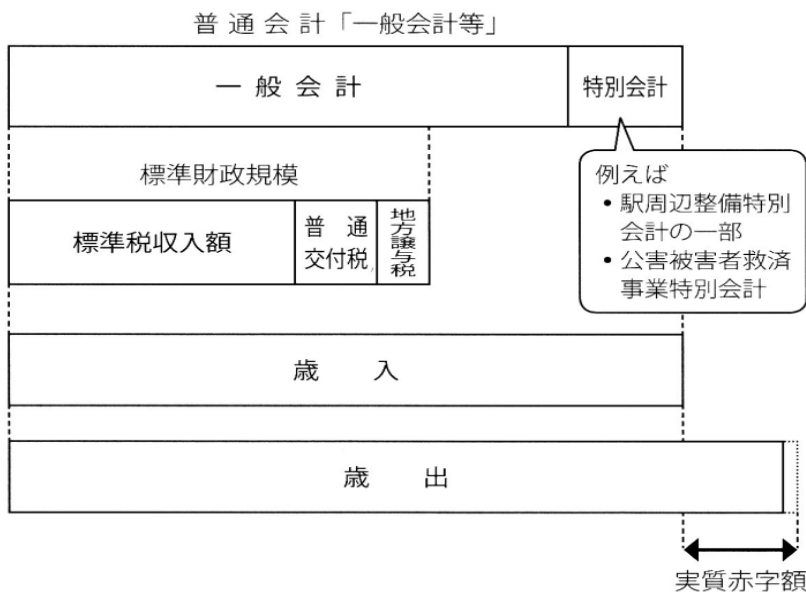 普通会計「一般会計等」
一般会計
特別会計
例えば
• 駅周辺整備特別
会計の一部
• 公害被害者救済
事業特別会計
標準財政規模
標準税収入額
普通
交付税
地方譲与税
歳入
歳出
実質赤字額